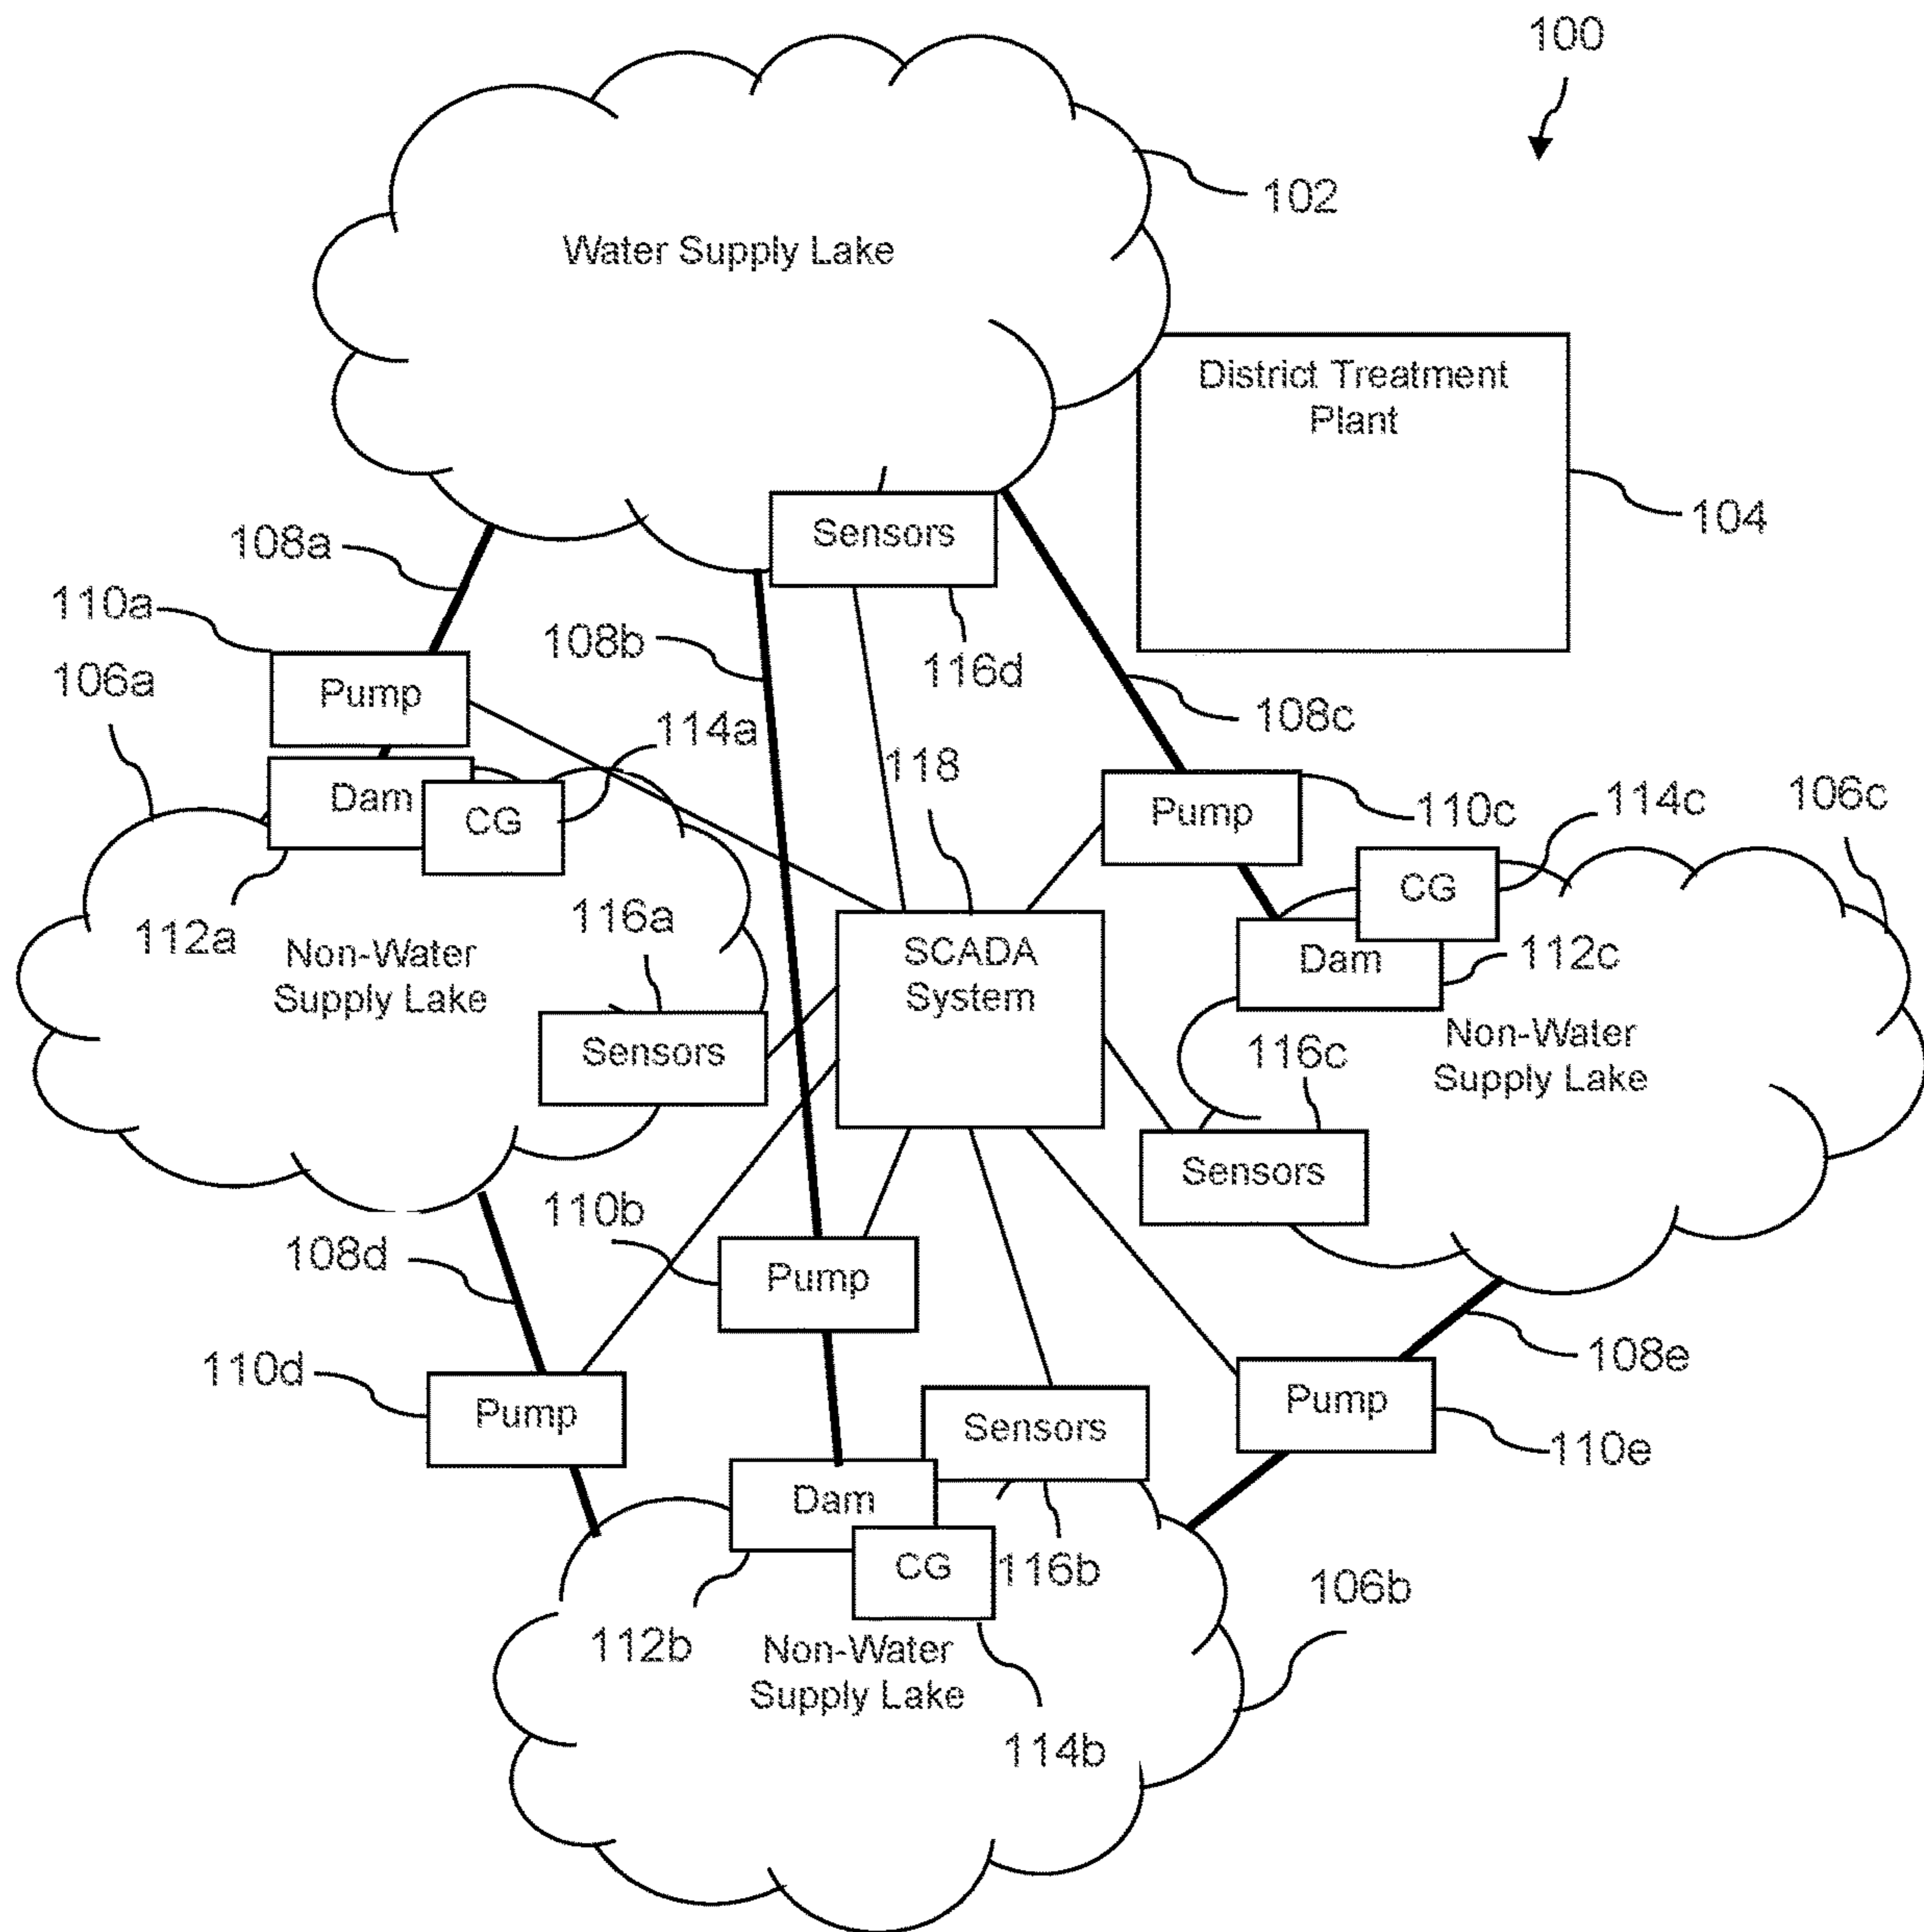 100
102
Water Supply Lake
District Treatment
Plant
104
Sensors
108a
110a
108b
116d
106a
Pump
108c
114a
118
Dam
CG
Pump
110c
114c
106c
CG
112a
116a
Non-Water
Supply Lake
SCADA
System
Dam
112c
Sensors
116c
Non-Water
Supply Lake
Sensors
110b
108d
Pump
108e
110d
Pump
Sensors
Pump
110e
Dam
CG
116b
106b
112b
Non-Water
Supply Lake
114b